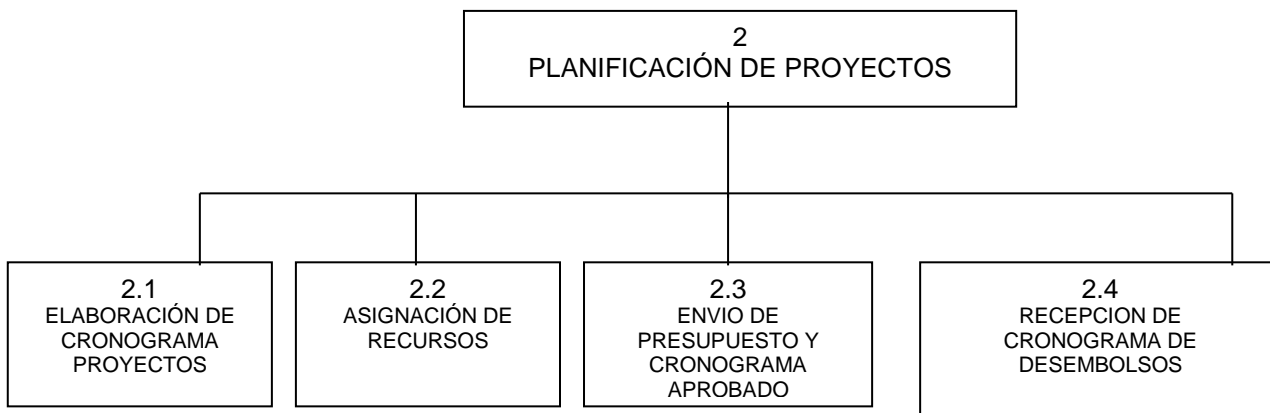 2
PLANIFICACIÓN DE PROYECTOS
2.1
ELABORACIÓN DE
CRONOGRAMA
PROYECTOS
2.2
ASIGNACIÓN DE
RECURSOS
2.3
ENVIO DE
PRESUPUESTO Y
CRONOGRAMA
APROBADO
2.4
RECEPCION DE
CRONOGRAMA DE
DESEMBOLSOS